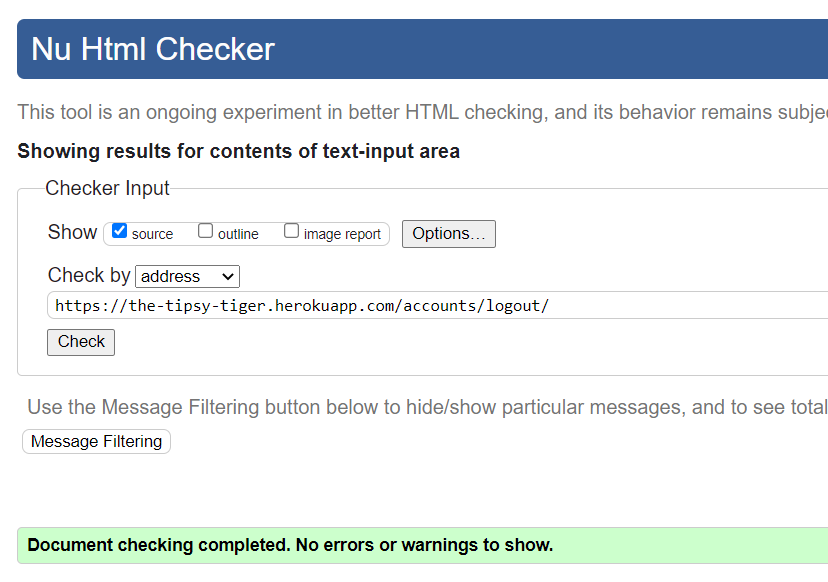 Nu Html Checker
This tool is an ongoing experiment in better HTML checking, and its behavior remains subje
Showing results for contents of text-input area
Checker Input
Show source outline image report Options...
Check by address
https://the-tipsy-tiger.herokuapp.com/accounts/logout/
Check
Use the Message Filtering button below to hide/show particular messages, and to see total
Message Filtering
Document checking completed. No errors or warnings to show.